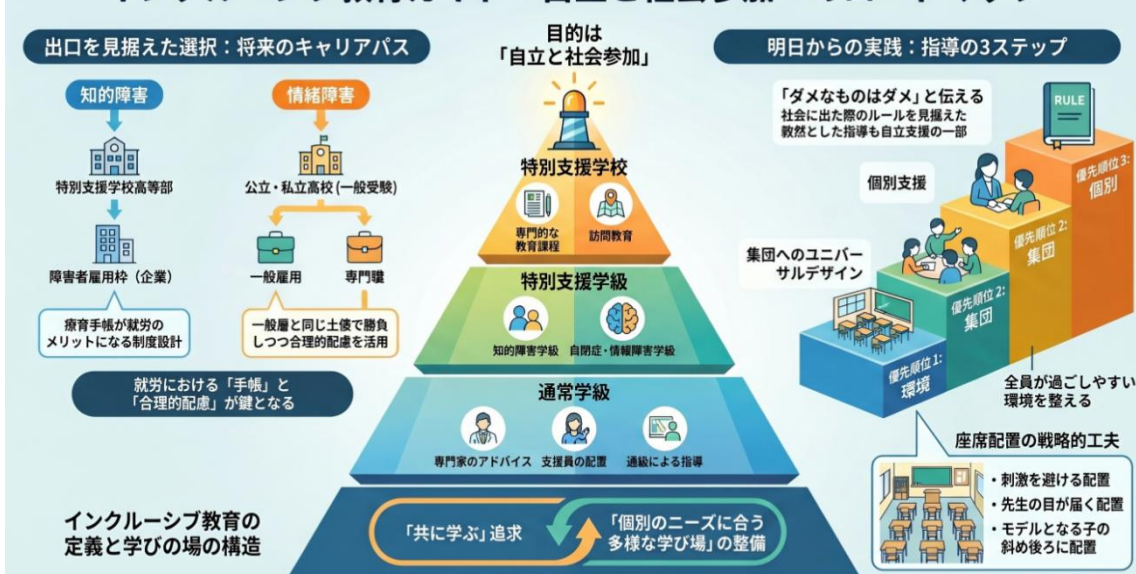 出口を見据えた選択：将来のキャリアパス
知的障害
情緒障害
特別支援学校高等部
公立・私立高校(一般受験)
障害者雇用枠（企業）
一般雇用
専門職
療育手帳が就労の
メリットになる制度設計
一般層と同じ土俵で勝負
しつつ合理的配慮を活用
就労における「手帳」と
「合理的配慮」が鍵となる
インクルーシブ教育の
定義と学びの場の構造
目的は
「自立と社会参加」
特別支援学校
専門的な
教育課程
訪問教育
特別支援学級
知的障害学級
自閉症・情報障害学級
通常学級
専門家のアドバイス
支援員の配置
通級による指導
「共に学ぶ」追求
「個別のニーズに合う
多様な学び場」の整備
明日からの実践：指導の3ステップ
「ダメなものはダメ」と伝える
社会に出た際のルールを見据えた
毅然とした指導も自立支援の一部
RULE
個別支援
集団へのユニバー
サルデザイン
優先順位1:
環境
優先順位2:
集団
優先順位2:
集団
優先順位3:
個別
全員が過ごしやすい
環境を整える
座席配置の戦略的工夫
・刺激を避ける配置
・先生の目が届く配置
・モデルとなる子の
斜め後ろに配置